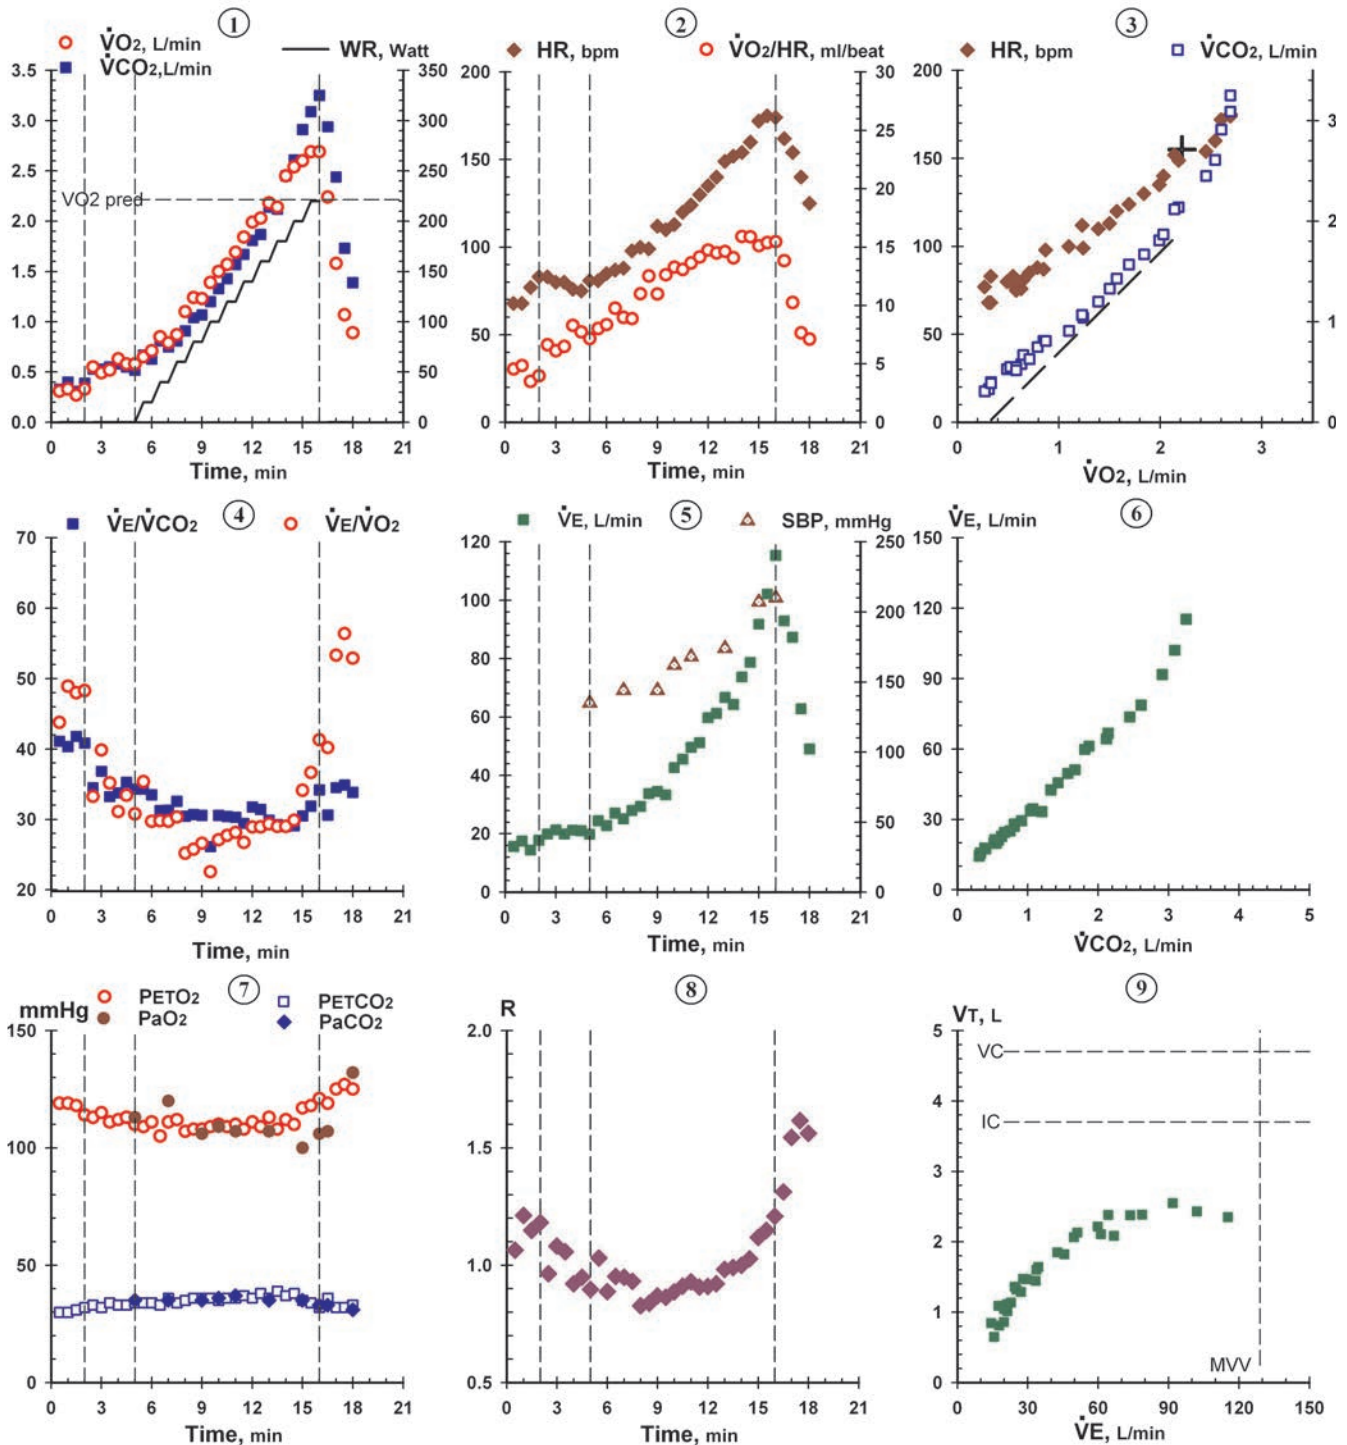 1
V̇O2, L/min
V̇CO2,L/min
WR, Watt
3.5
3.0
2.5
2.0
1.5
1.0
0.5
0.0
350
300
250
200
150
100
50
0
VO2 pred
0 3 6 9 12 15 18 21
Time, min
2
HR, bpm
V̇O2/HR, ml/beat
200
150
100
50
0
30
25
20
15
10
5
0
0 3 6 9 12 15 18 21
Time, min
3
HR, bpm
V̇CO2, L/min
200
150
100
50
0
3
2
1
0
0 1 2 3
V̇O2, L/min
4
V̇E/V̇CO2
V̇E/V̇O2
70
60
50
40
30
20
0 3 6 9 12 15 18 21
Time, min
5
V̇E, L/min
SBP, mmHg
120
100
80
60
40
20
0
250
200
150
100
50
0
0 3 6 9 12 15 18 21
Time, min
6
V̇E, L/min
150
120
90
60
30
0
0 1 2 3 4 5
V̇CO2, L/min
7
mmHg
PETO2
PaO2
PETCO2
PaCO2
150
100
50
0
0 3 6 9 12 15 18 21
Time, min
8
R
2.0
1.5
1.0
0.5
0 3 6 9 12 15 18 21
Time, min
9
VT, L
5
4
3
2
1
0
VC
IC
MVV
0 30 60 90 120 150
V̇E, L/min